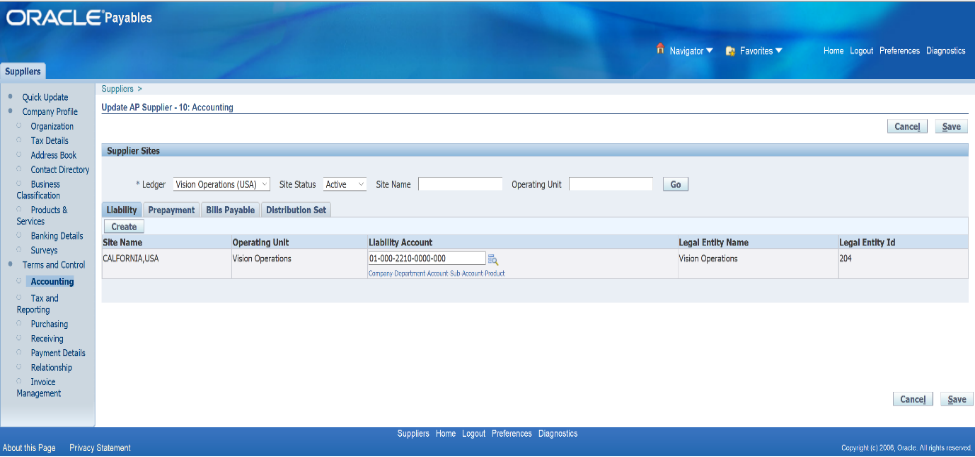 ORACLE Payables
Navigator Favorites Home Logout Preferences Diagnostics
Suppliers
Quick Update
Company Profile
Organization
Tax Details
Address Book
Contact Directory
Business
Classification
Products &
Services
Banking Details
Surveys
Terms and Control
Accounting
Tax and
Reporting
Purchasing
Receiving
Payment Details
Relationship
Invoice
Management
Suppliers >
Update AP Supplier - 10: Accounting
Cancel Save
Supplier Sites
* Ledger Vision Operations (USA) Site Status Active Site Name Operating Unit Go
Liability Prepayment Bills Payable Distribution Set
Create
Site Name Operating Unit Liability Account Legal Entity Name Legal Entity Id
CALFORNIA,USA Vision Operations 01-000-2210-0000-000 Vision Operations 204
Company Department Account Sub Account Product
Cancel Save
Suppliers Home Logout Preferences Diagnostics
About this Page Privacy Statement Copyright (c) 2006, Oracle. All rights reserved